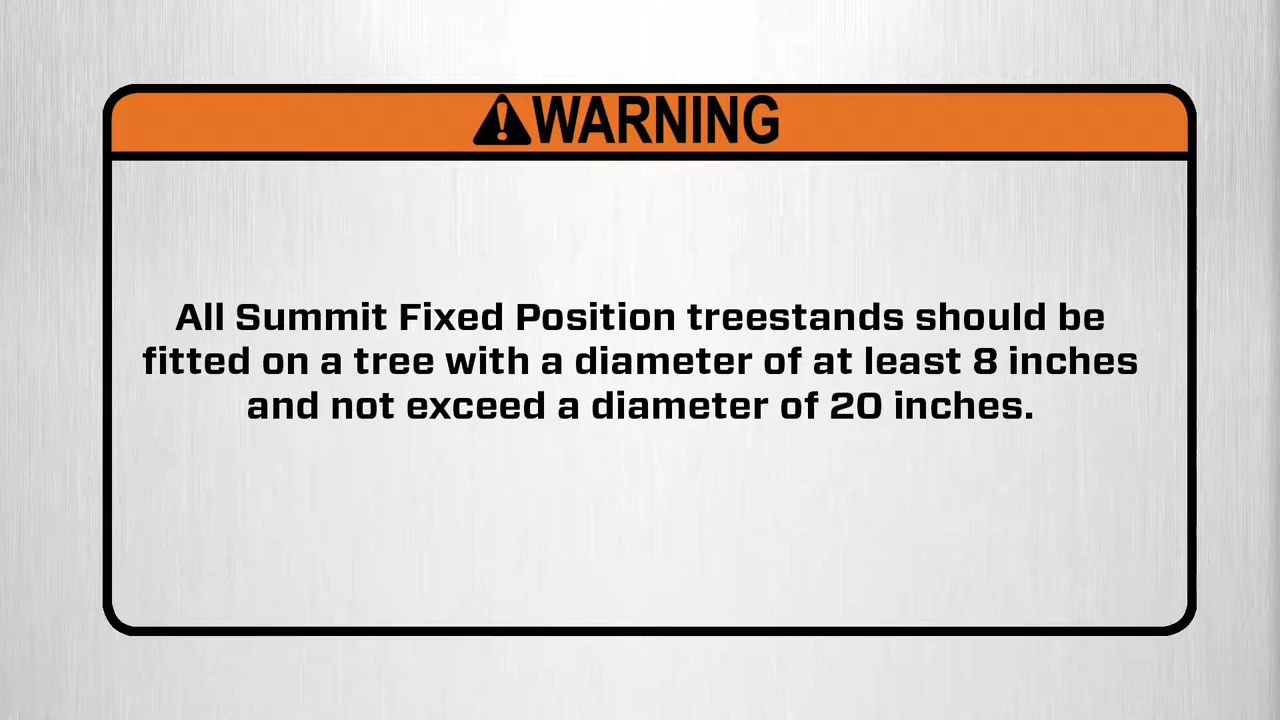 WARNING
All Summit Fixed Position treestands should be
fitted on a tree with a diameter of at least 8 inches
and not exceed a diameter of 20 inches.